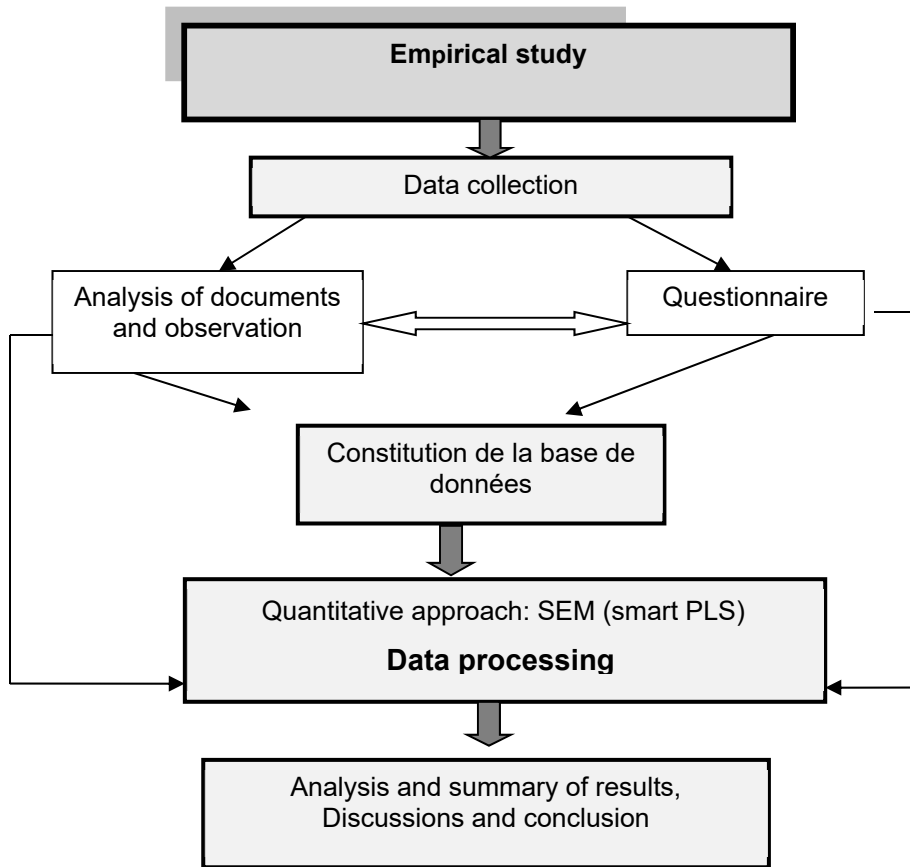 Empirical study
Data collection
Analysis of documents
and observation
Questionnaire
Constitution de la base de
données
Quantitative approach: SEM (smart PLS)
Data processing
Analysis and summary of results,
Discussions and conclusion